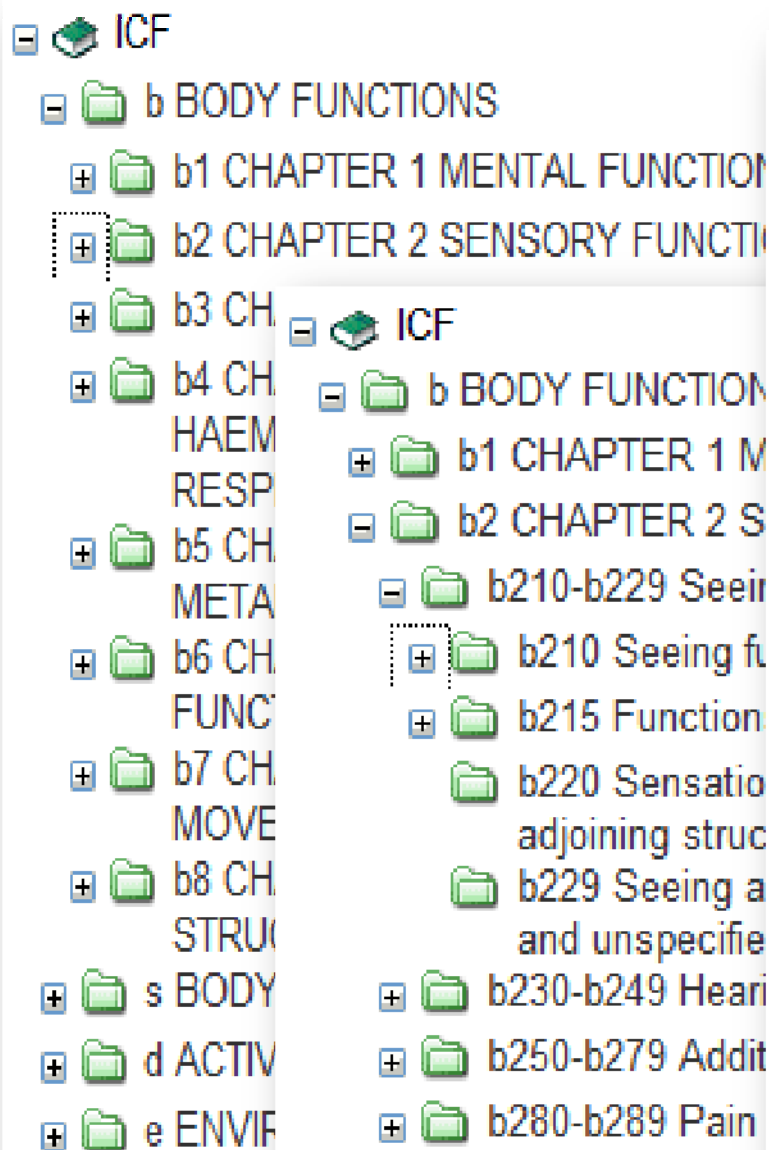 ICF
b BODY FUNCTIONS
b1 CHAPTER 1 MENTAL FUNCTION
b2 CHAPTER 2 SENSORY FUNCTI
b3 CH
b4 CH
HAEM
RESP
b5 CH
META
b6 CH
FUNC
b7 CH
MOVE
b8 CH
STRU
s BODY
d ACTIV
e ENVIR
ICF
b BODY FUNCTION
b1 CHAPTER 1 M
b2 CHAPTER 2 S
b210-b229 Seein
b210 Seeing fu
b215 Function
b220 Sensatio
adjoining struc
b229 Seeing a
and unspecifie
b230-b249 Heari
b250-b279 Addit
b280-b289 Pain